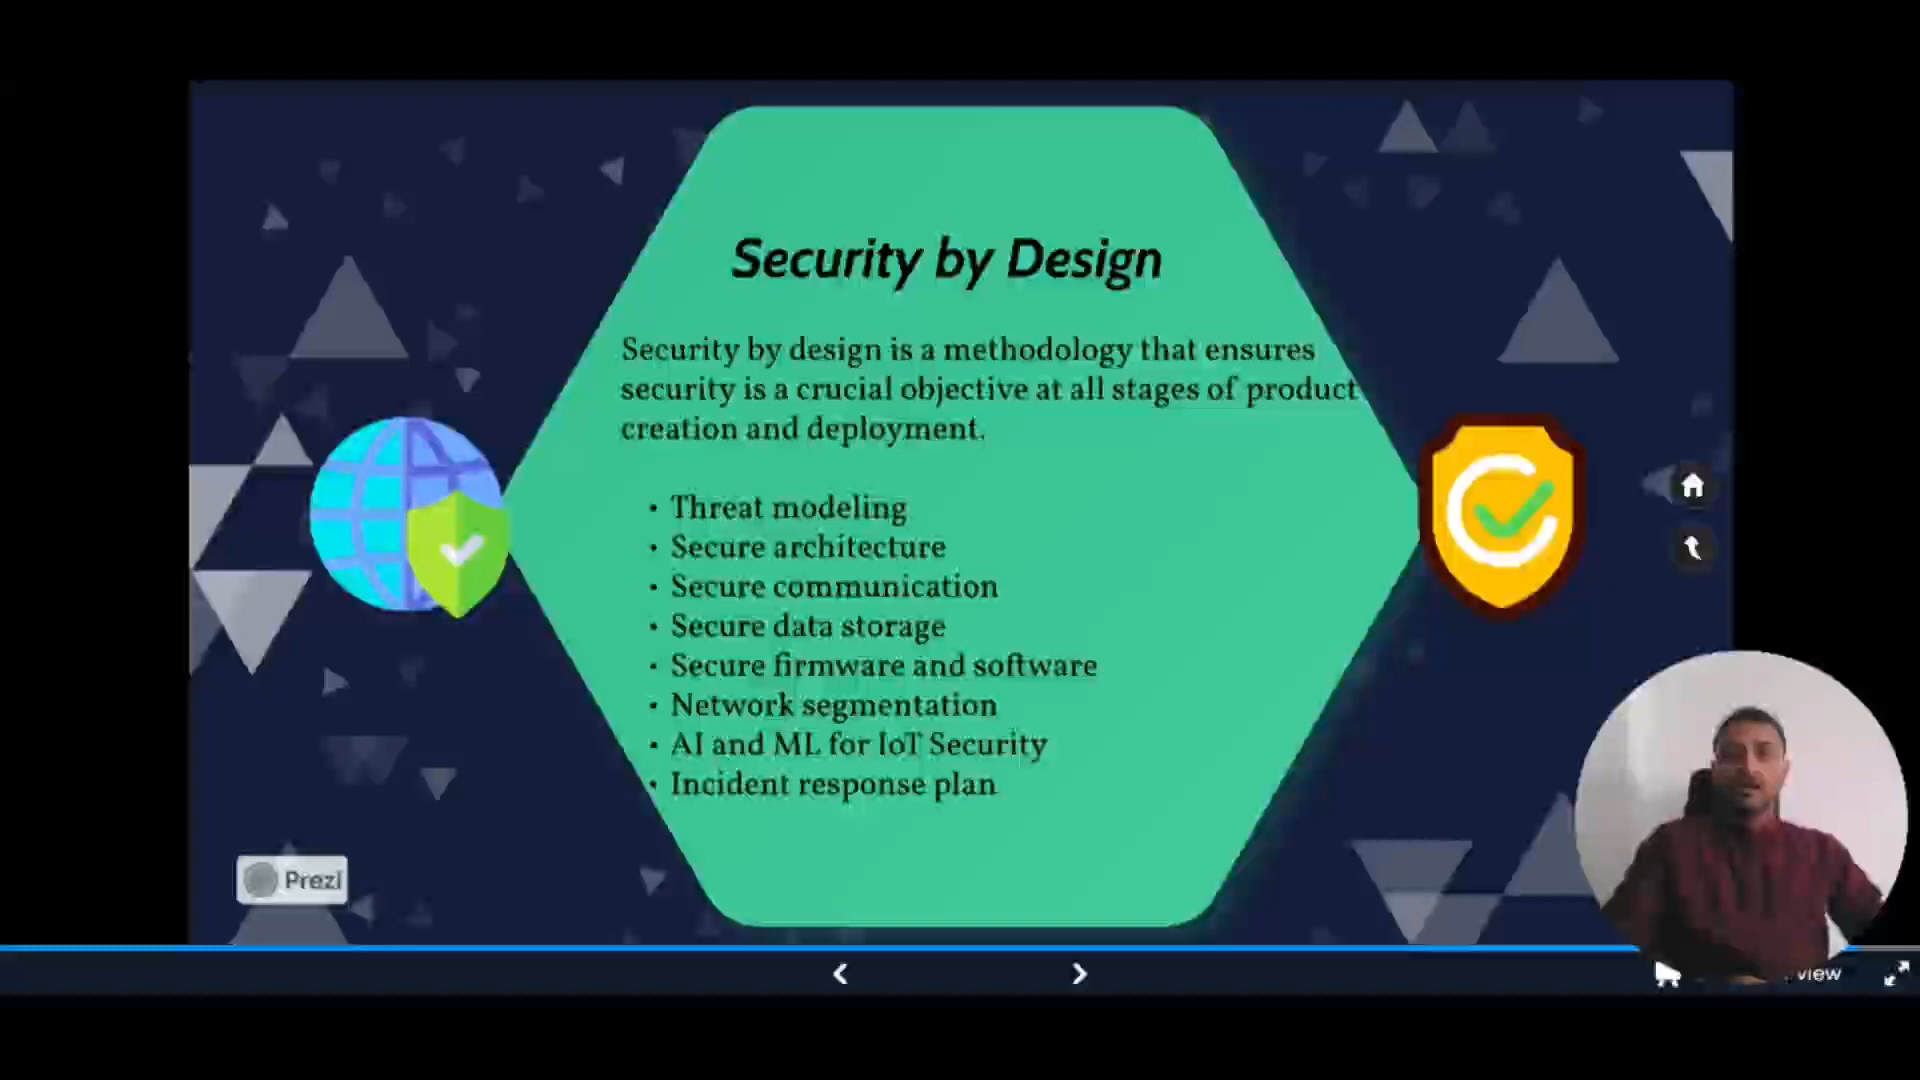 Security by Design
Security by design is a methodology that ensures
security is a crucial objective at all stages of product
creation and deployment.
• Threat modeling
• Secure architecture
• Secure communication
• Secure data storage
• Secure firmware and software
• Network segmentation
• AI and ML for IoT Security
• Incident response plan
Prezi
view